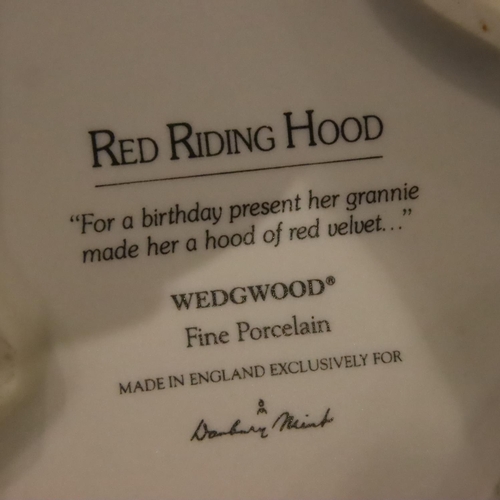 RED RIDING HOOD
“For a birthday present her grannie
made her a hood of red velvet...”
WEDGWOOD®
Fine Porcelain
MADE IN ENGLAND EXCLUSIVELY FOR
Danbury Mint